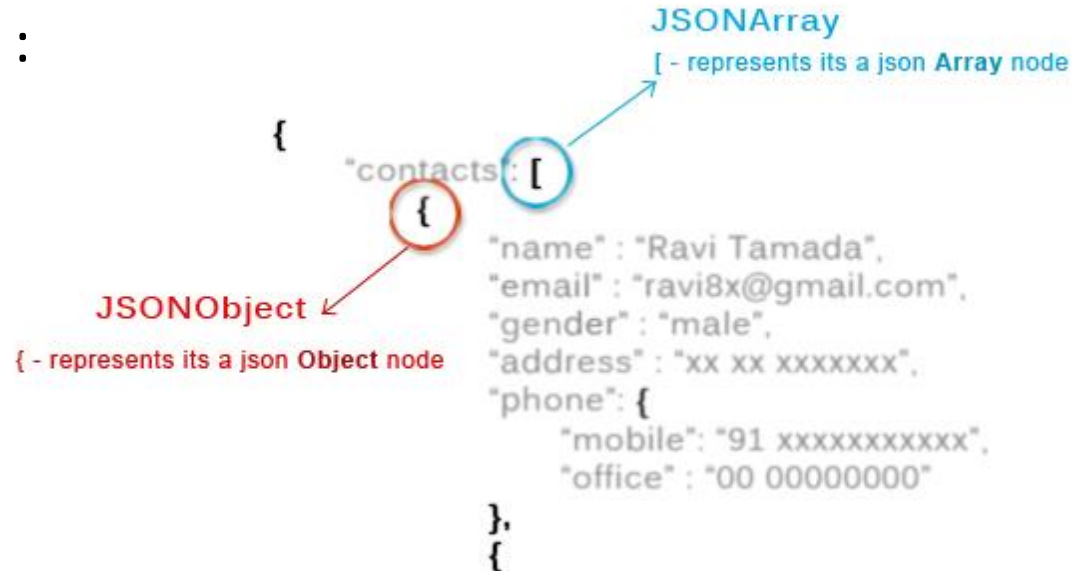 :
JSONArray
[ - represents its a json Array node
{
"contacts": [
{
"name" : "Ravi Tamada",
"email" : "ravi8x@gmail.com",
"gender" : "male",
"address" : "xx xx xxxxxxx",
"phone": {
"mobile": "91 xxxxxxxxxxx",
"office" : "00 00000000"
},
{
JSONObject
{ - represents its a json Object node